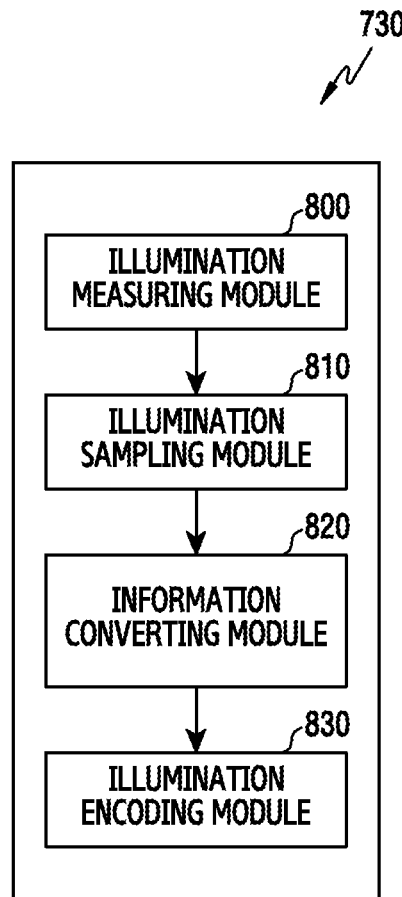 730
800
ILLUMINATION
MEASURING MODULE
810
ILLUMINATION
SAMPLING MODULE
820
INFORMATION
CONVERTING MODULE
830
ILLUMINATION
ENCODING MODULE